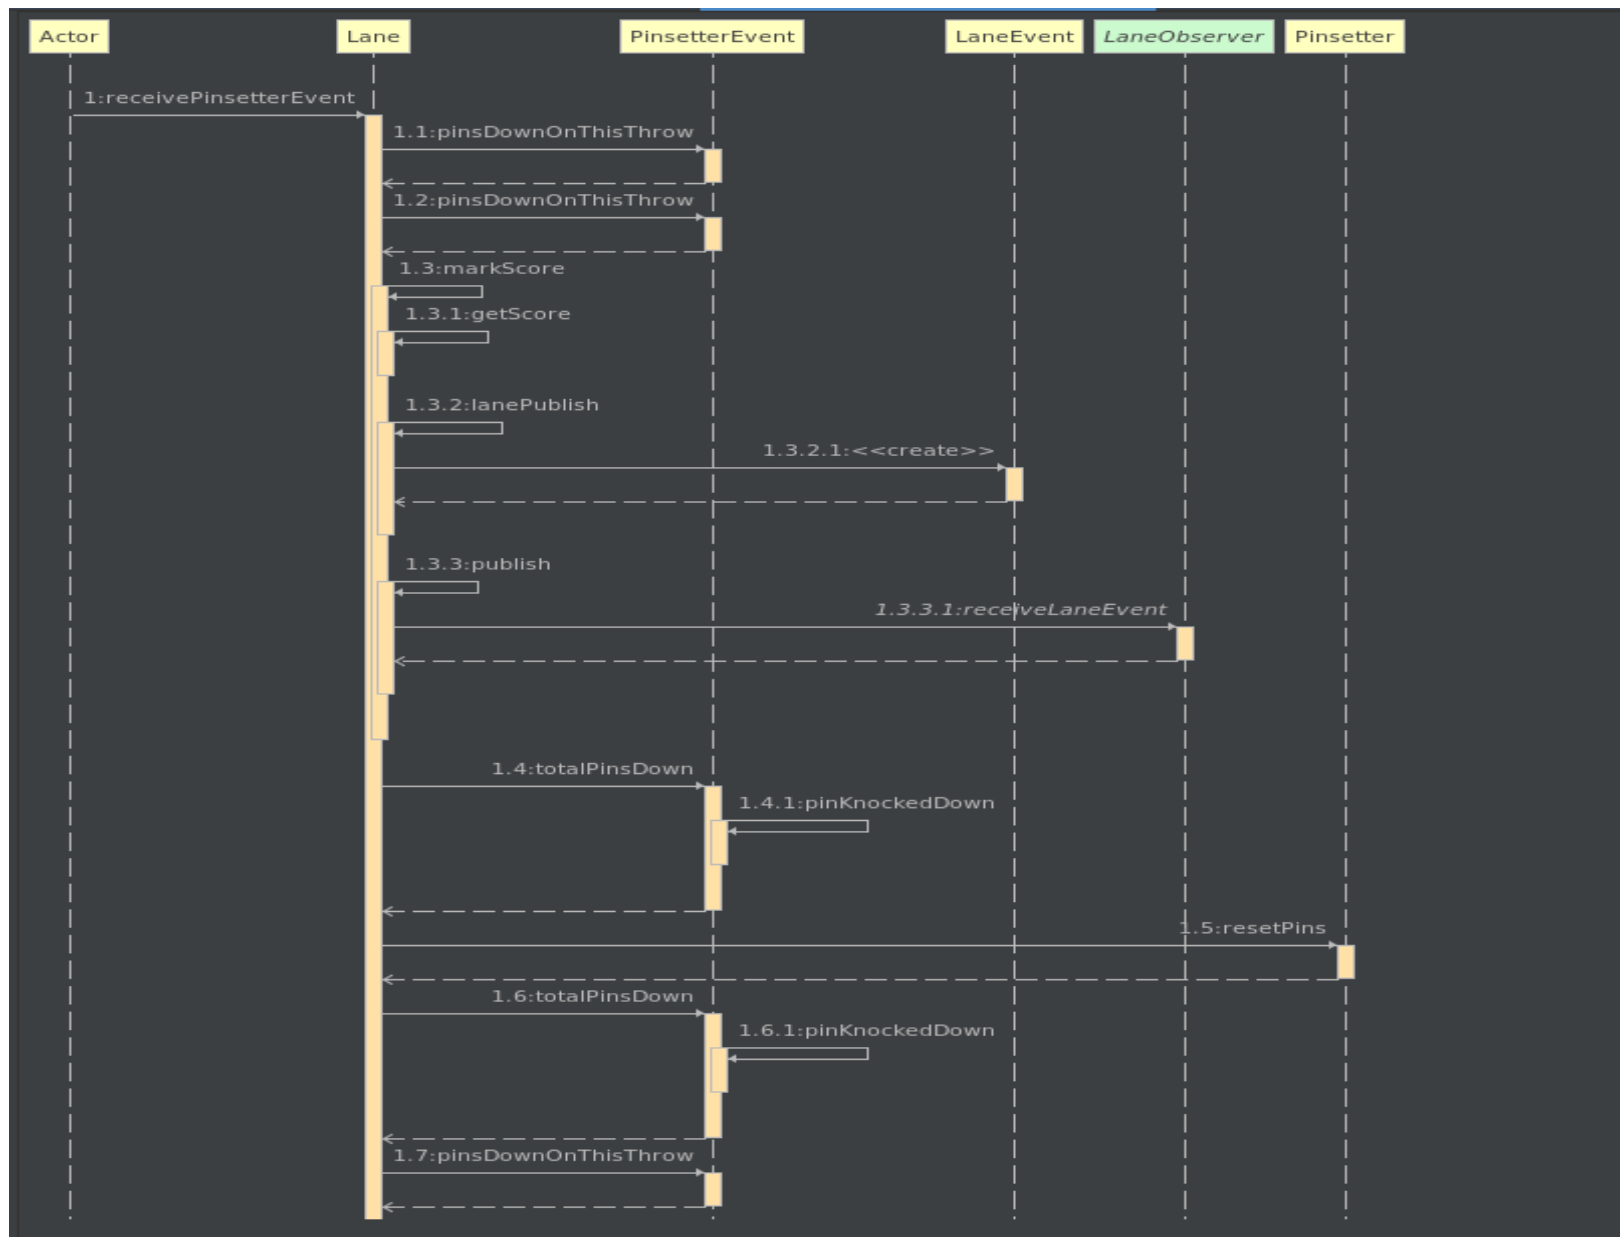 Actor
Lane
PinsetterEvent
LaneEvent
LaneObserver
Pinsetter
1:receivePinsetterEvent
1.1:pinsDownOnThisThrow
1.2:pinsDownOnThisThrow
1.3:markScore
1.3.1:getScore
1.3.2:lanePublish
1.3.2.1:<<create>>
1.3.3:publish
1.3.3.1:receiveLaneEvent
1.4:totalPinsDown
1.4.1:pinKnockedDown
1.5:resetPins
1.6:totalPinsDown
1.6.1:pinKnockedDown
1.7:pinsDownOnThisThrow